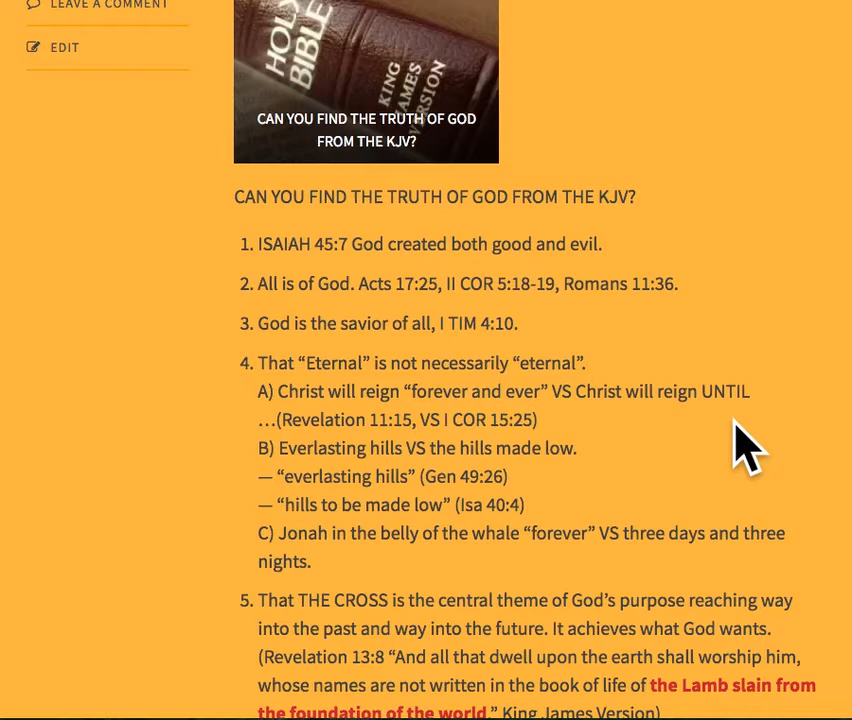 LEAVE A COMMENT
EDIT
HOLY
BIBLE
KING
JAMES
VERSION
CAN YOU FIND THE TRUTH OF GOD
FROM THE KJV?
CAN YOU FIND THE TRUTH OF GOD FROM THE KJV?
1. ISAIAH 45:7 God created both good and evil.
2. All is of God. Acts 17:25, II COR 5:18-19, Romans 11:36.
3. God is the savior of all, I TIM 4:10.
4. That “Eternal” is not necessarily “eternal”.
A) Christ will reign “forever and ever” VS Christ will reign UNTIL
…(Revelation 11:15, VS I COR 15:25)
B) Everlasting hills VS the hills made low.
— “everlasting hills” (Gen 49:26)
— “hills to be made low” (Isa 40:4)
C) Jonah in the belly of the whale “forever” VS three days and three
nights.
5. That THE CROSS is the central theme of God’s purpose reaching way
into the past and way into the future. It achieves what God wants.
(Revelation 13:8 “And all that dwell upon the earth shall worship him,
whose names are not written in the book of life of the Lamb slain from
the foundation of the world.” King James Version)